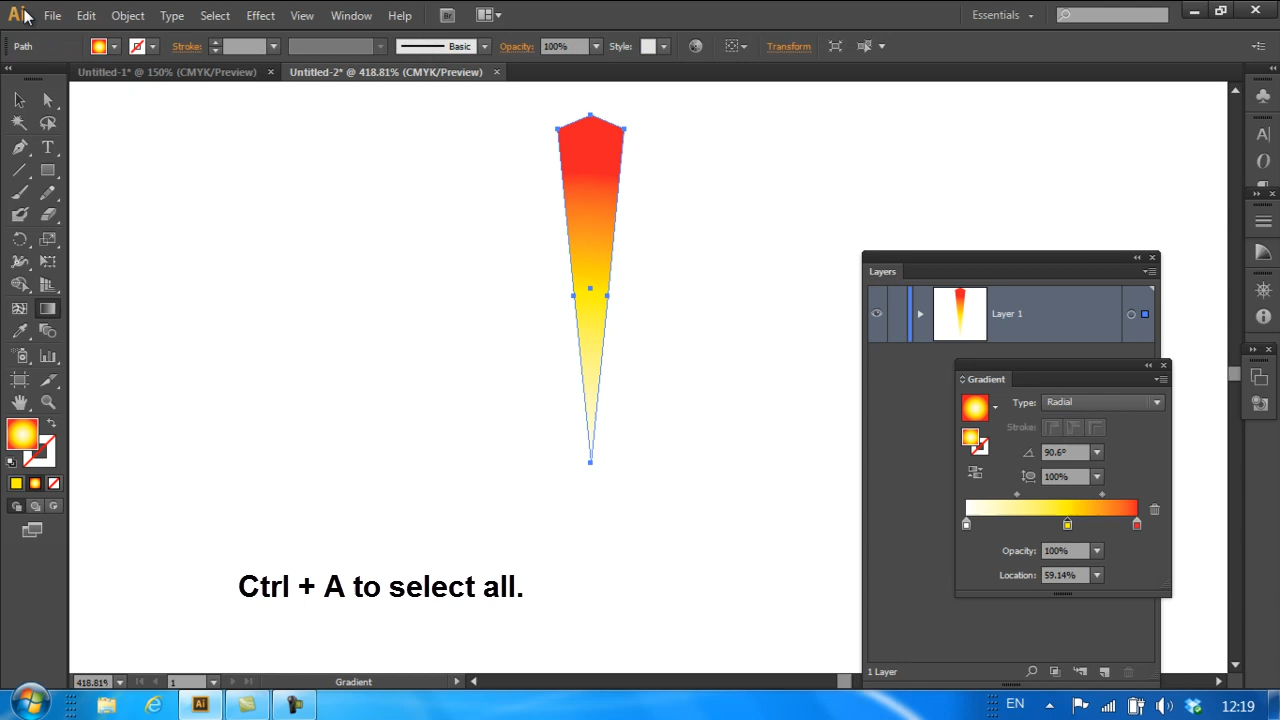 Ai File Edit Object Type Select Effect View Window Help Br Essentials
Path Stroke: Basic Opacity: 100% Style: Transform
Untitled-1* @ 150% (CMYK/Preview) Untitled-2* @ 418.81% (CMYK/Preview)
Layers
Layer 1
Gradient
Type: Radial
Stroke:
90.6°
100%
Opacity: 100%
Location: 59.14%
Ctrl + A to select all.
1 Layer
418.81% 1 Gradient
Ai EN 12:19